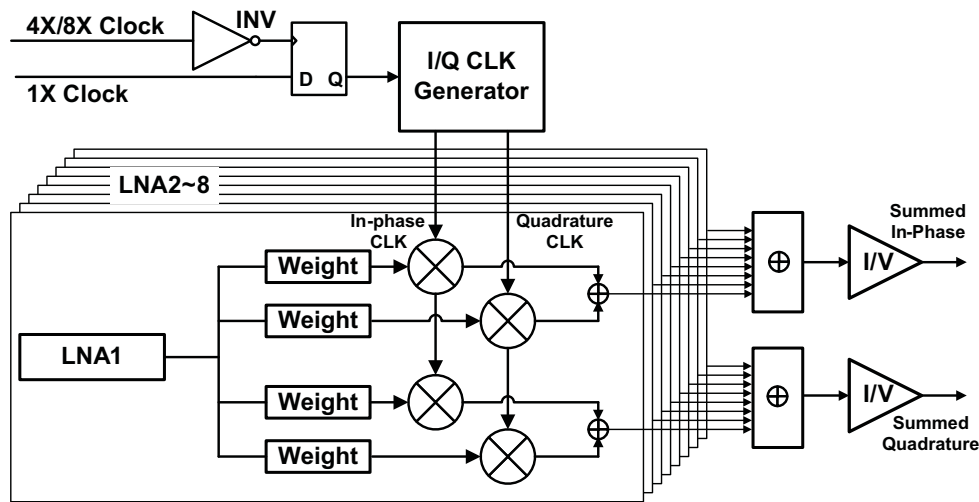 4X/8X Clock
INV
D Q
1X Clock
I/Q CLK
Generator
LNA2~8
In-phase
CLK
Quadrature
CLK
Weight
Weight
LNA1
Weight
Weight
I/V
Summed
In-Phase
I/V
Summed
Quadrature